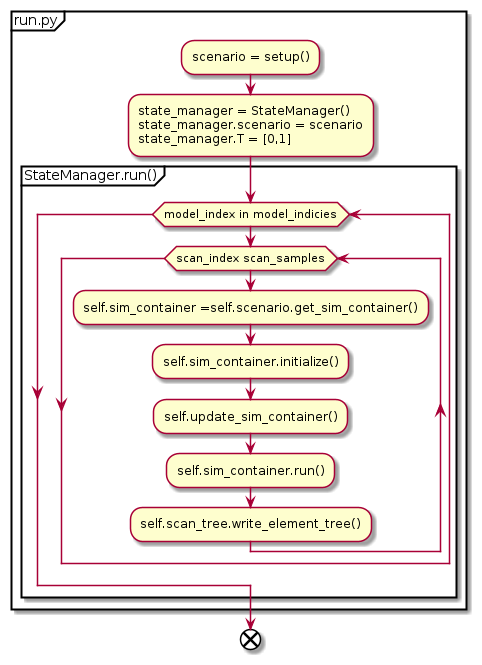 run.py
scenario = setup()
state_manager = StateManager()
state_manager.scenario = scenario
state_manager.T = [0,1]
StateManager.run()
model_index in model_indicies
scan_index scan_samples
self.sim_container =self.scenario.get_sim_container()
self.sim_container.initialize()
self.update_sim_container()
self.sim_container.run()
self.scan_tree.write_element_tree()